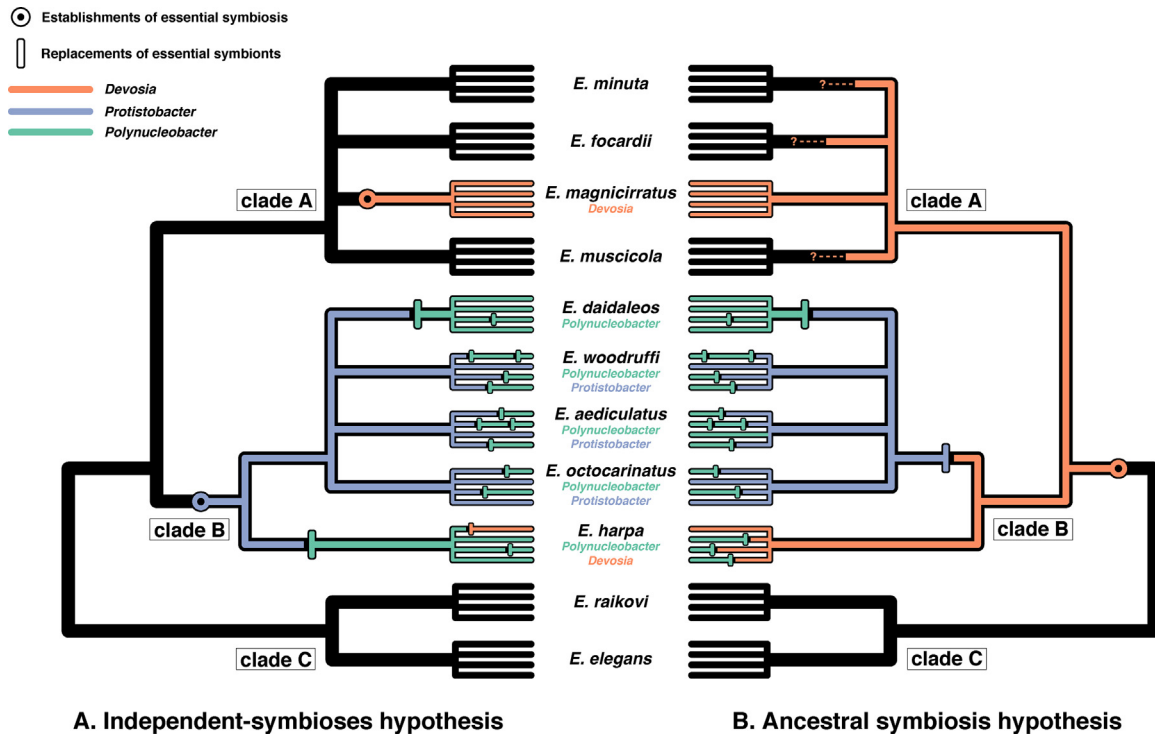 Establishments of essential symbiosis
Replacements of essential symbionts
Devosia
Protistobacter
Polynucleobacter
E. minuta
?
E. focardii
?
clade A
E. magnicirratus
Devosia
clade A
E. muscicola
?
E. daidaleos
Polynucleobacter
E. woodruffi
Polynucleobacter
Protistobacter
E. aediculatus
Polynucleobacter
Protistobacter
E. octocarinatus
Polynucleobacter
Protistobacter
clade B
clade B
E. harpa
Polynucleobacter
Devosia
E. raikovi
clade C
E. elegans
clade C
A. Independent-symbioses hypothesis
B. Ancestral symbiosis hypothesis